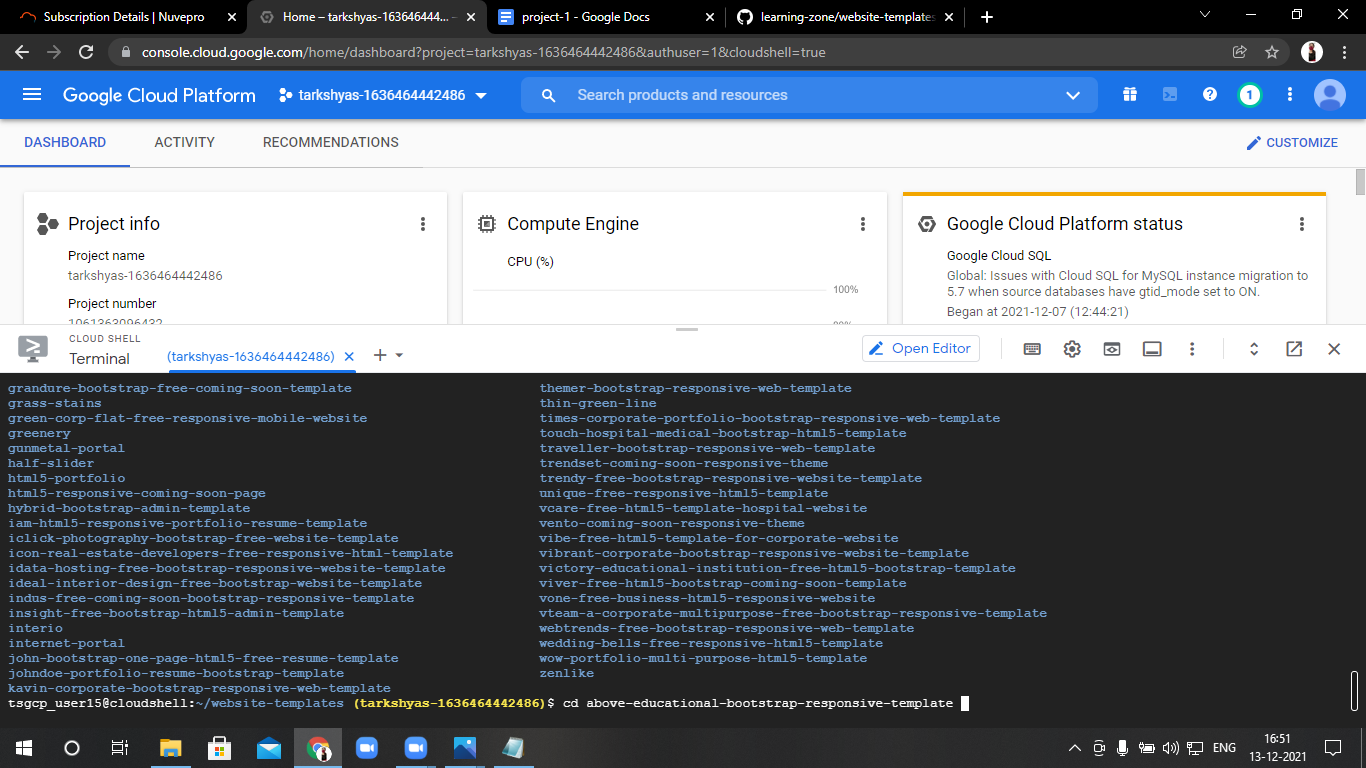 Subscription Details | Nuvepro
Home – tarkshyas-16364644442... –
project-1 - Google Docs
learning-zone/website-templates
console.cloud.google.com/home/dashboard?project=tarkshyas-1636464442486&authuser=1&cloudshell=true
Google Cloud Platform
tarkshyas-1636464442486
Search products and resources
1
DASHBOARD
ACTIVITY
RECOMMENDATIONS
CUSTOMIZE
Project info
Project name
tarkshyas-1636464442486
Project number
1061363096432
Compute Engine
CPU (%)
100%
80%
Google Cloud Platform status
Google Cloud SQL
Global: Issues with Cloud SQL for MySQL instance migration to
5.7 when source databases have gtid_mode set to ON.
Began at 2021-12-07 (12:44:21)
CLOUD SHELL
Terminal
(tarkshyas-1636464442486)
Open Editor
grandure-bootstrap-free-coming-soon-template
grass-stains
green-corp-flat-free-responsive-mobile-website
greenery
gunmetal-portal
half-slider
html5-portfolio
html5-responsive-coming-soon-page
hybrid-bootstrap-admin-template
iam-html5-responsive-portfolio-resume-template
iclick-photography-bootstrap-free-website-template
icon-real-estate-developers-free-responsive-html-template
idata-hosting-free-bootstrap-responsive-website-template
ideal-interior-design-free-bootstrap-website-template
indus-free-coming-soon-bootstrap-responsive-template
insight-free-bootstrap-html5-admin-template
interio
internet-portal
john-bootstrap-one-page-html5-free-resume-template
johndoe-portfolio-resume-bootstrap-template
kavin-corporate-bootstrap-responsive-web-template
themer-bootstrap-responsive-web-template
thin-green-line
times-corporate-portfolio-bootstrap-responsive-web-template
touch-hospital-medical-bootstrap-html5-template
traveller-bootstrap-responsive-web-template
trendset-coming-soon-responsive-theme
trendy-free-bootstrap-responsive-website-template
unique-free-responsive-html5-template
vcare-free-html5-template-hospital-website
vento-coming-soon-responsive-theme
vibe-free-html5-template-for-corporate-website
vibrant-corporate-bootstrap-responsive-website-template
victory-educational-institution-free-html5-bootstrap-template
viver-free-html5-bootstrap-coming-soon-template
vone-free-business-html5-responsive-website
vteam-a-corporate-multipurpose-free-bootstrap-responsive-template
webtrends-free-bootstrap-responsive-web-template
wedding-bells-free-responsive-html5-template
wow-portfolio-multi-purpose-html5-template
zenlike
tsgcp_user15@cloudshell:~/website-templates (tarkshyas-1636464442486)$ cd above-educational-bootstrap-responsive-template
ENG
16:51
13-12-2021